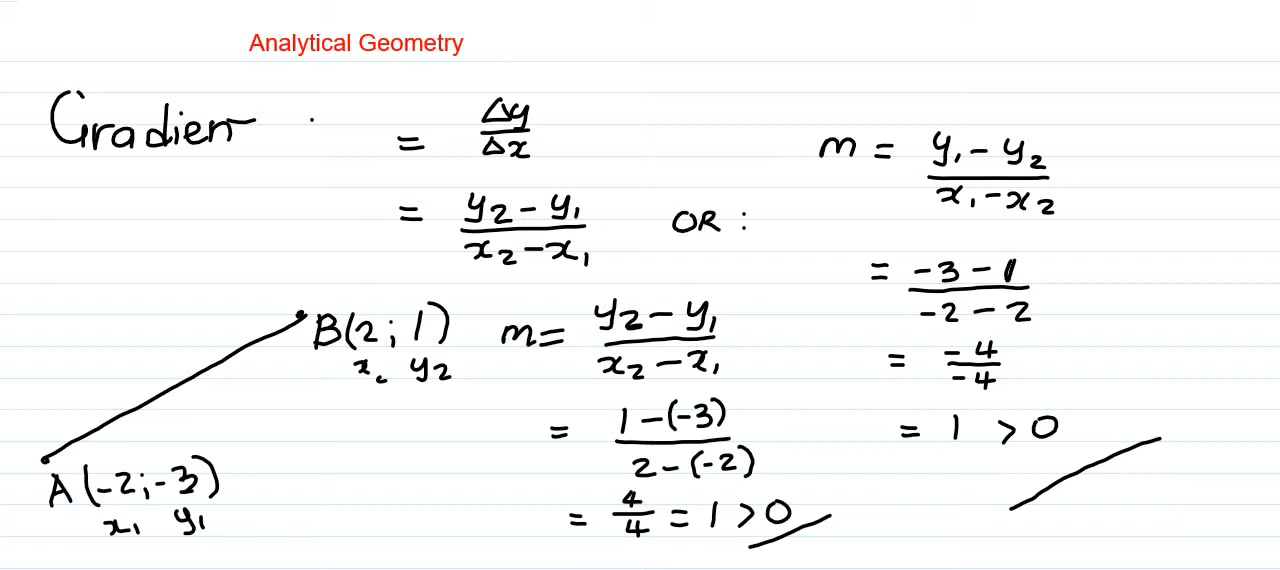 Analytical Geometry
Gradien
= Δy/Δx
= y₂ - y₁/x₂ - x₁ OR :
m = y₁ - y₂/x₁ - x₂
= -3 - 1/-2 - 2
= -4/-4
= 1 > 0
B(2 ; 1)
x₂ y₂
A(-2;-3)
x₁ y₁
m = y₂ - y₁/x₂ - x₁
= 1 - (-3)/2 - (-2)
= 4/4 = 1 > 0